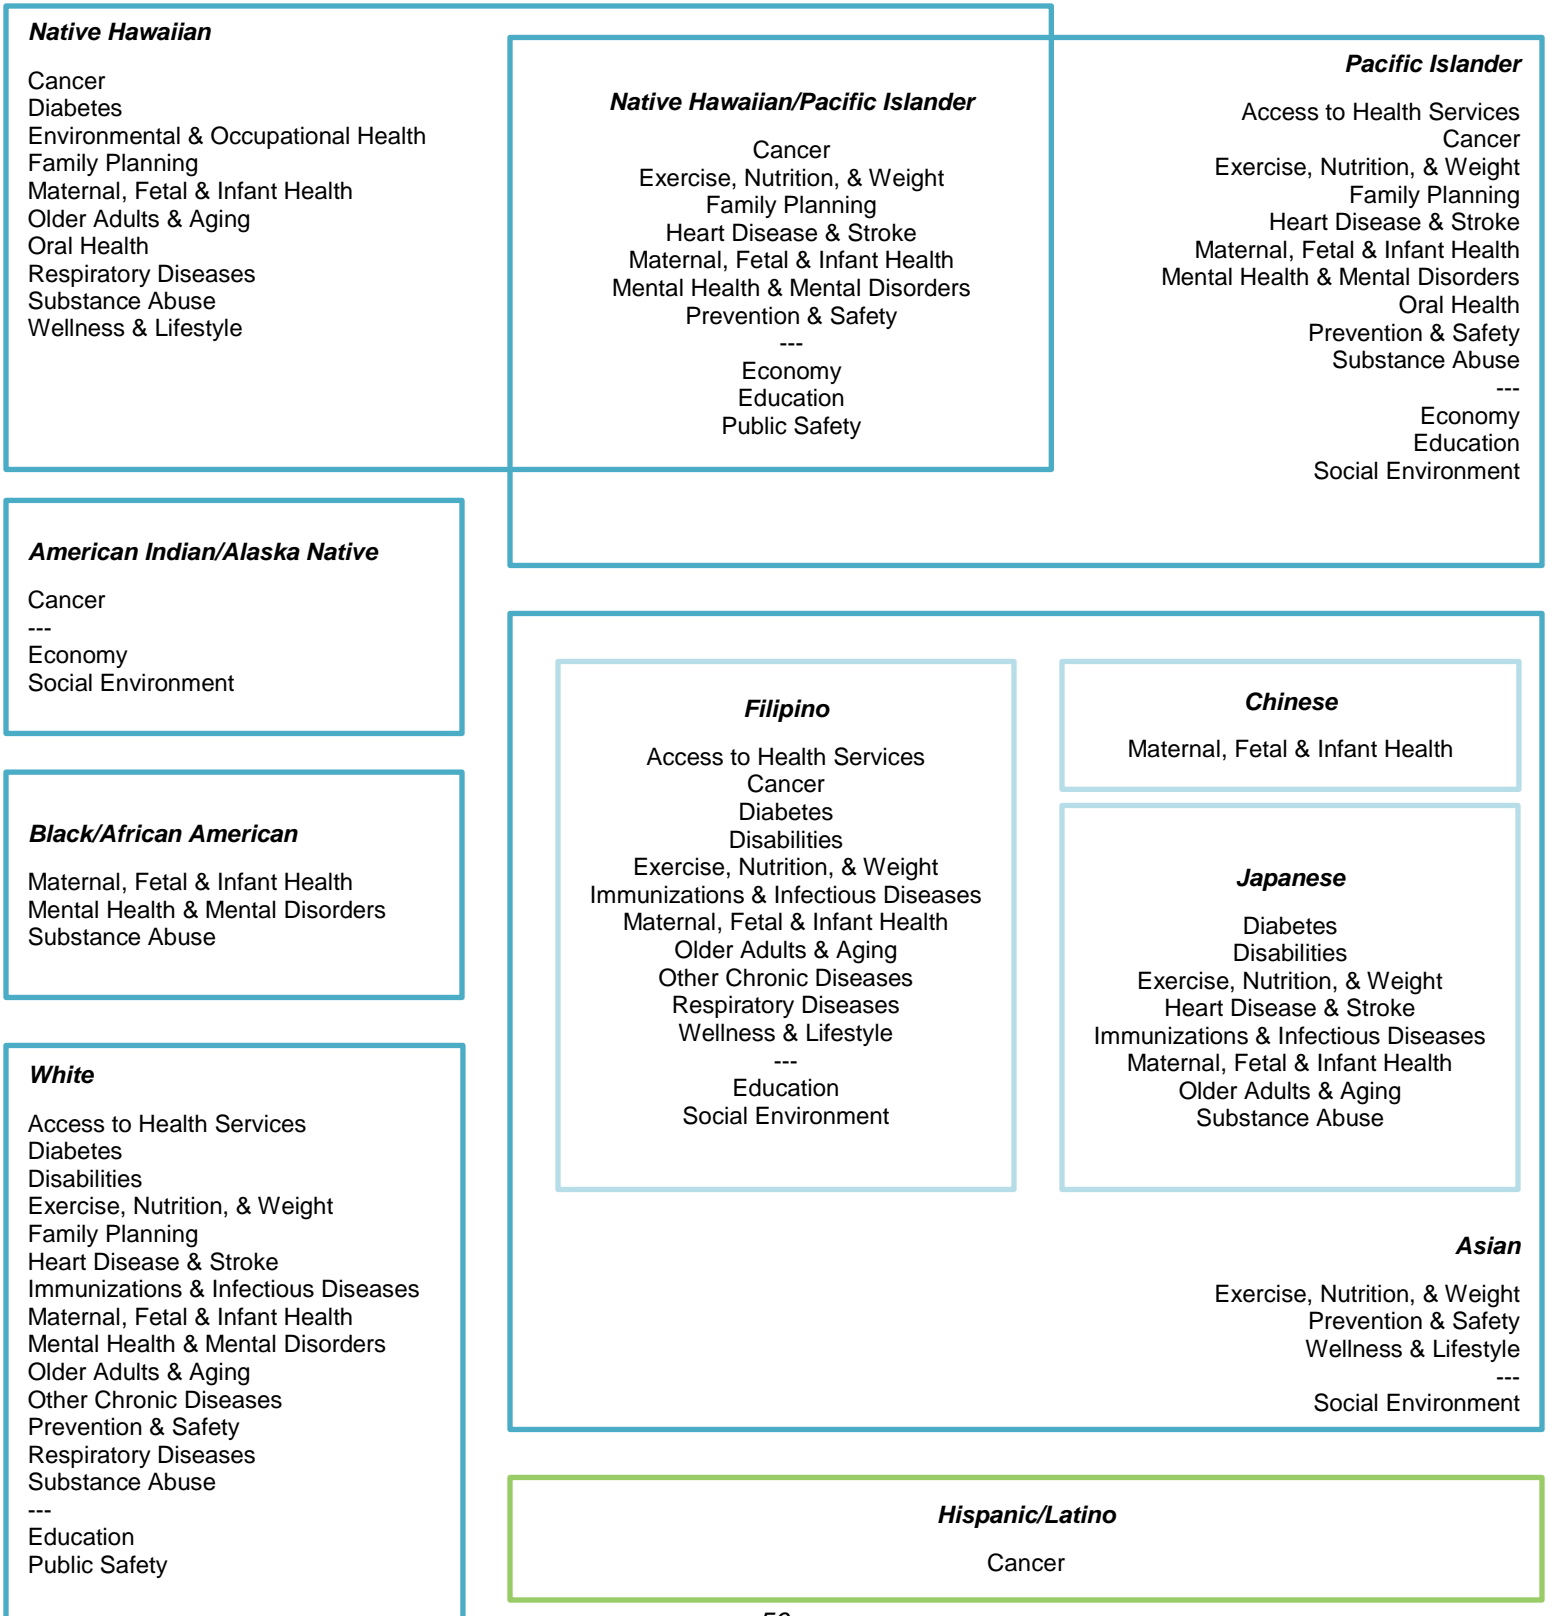 Native Hawaiian
Cancer
Diabetes
Environmental & Occupational Health
Family Planning
Maternal, Fetal & Infant Health
Older Adults & Aging
Oral Health
Respiratory Diseases
Substance Abuse
Wellness & Lifestyle
Native Hawaiian/Pacific Islander
Cancer
Exercise, Nutrition, & Weight
Family Planning
Heart Disease & Stroke
Maternal, Fetal & Infant Health
Mental Health & Mental Disorders
Prevention & Safety
---
Economy
Education
Public Safety
Pacific Islander
Access to Health Services
Cancer
Exercise, Nutrition, & Weight
Family Planning
Heart Disease & Stroke
Maternal, Fetal & Infant Health
Mental Health & Mental Disorders
Oral Health
Prevention & Safety
Substance Abuse
---
Economy
Education
Social Environment
American Indian/Alaska Native
Cancer
---
Economy
Social Environment
Black/African American
Maternal, Fetal & Infant Health
Mental Health & Mental Disorders
Substance Abuse
White
Access to Health Services
Diabetes
Disabilities
Exercise, Nutrition, & Weight
Family Planning
Heart Disease & Stroke
Immunizations & Infectious Diseases
Maternal, Fetal & Infant Health
Mental Health & Mental Disorders
Older Adults & Aging
Other Chronic Diseases
Prevention & Safety
Respiratory Diseases
Substance Abuse
---
Education
Public Safety
Filipino
Access to Health Services
Cancer
Diabetes
Disabilities
Exercise, Nutrition, & Weight
Immunizations & Infectious Diseases
Maternal, Fetal & Infant Health
Older Adults & Aging
Other Chronic Diseases
Respiratory Diseases
Wellness & Lifestyle
---
Education
Social Environment
Chinese
Maternal, Fetal & Infant Health
Japanese
Diabetes
Disabilities
Exercise, Nutrition, & Weight
Heart Disease & Stroke
Immunizations & Infectious Diseases
Maternal, Fetal & Infant Health
Older Adults & Aging
Substance Abuse
Asian
Exercise, Nutrition, & Weight
Prevention & Safety
Wellness & Lifestyle
---
Social Environment
Hispanic/Latino
Cancer